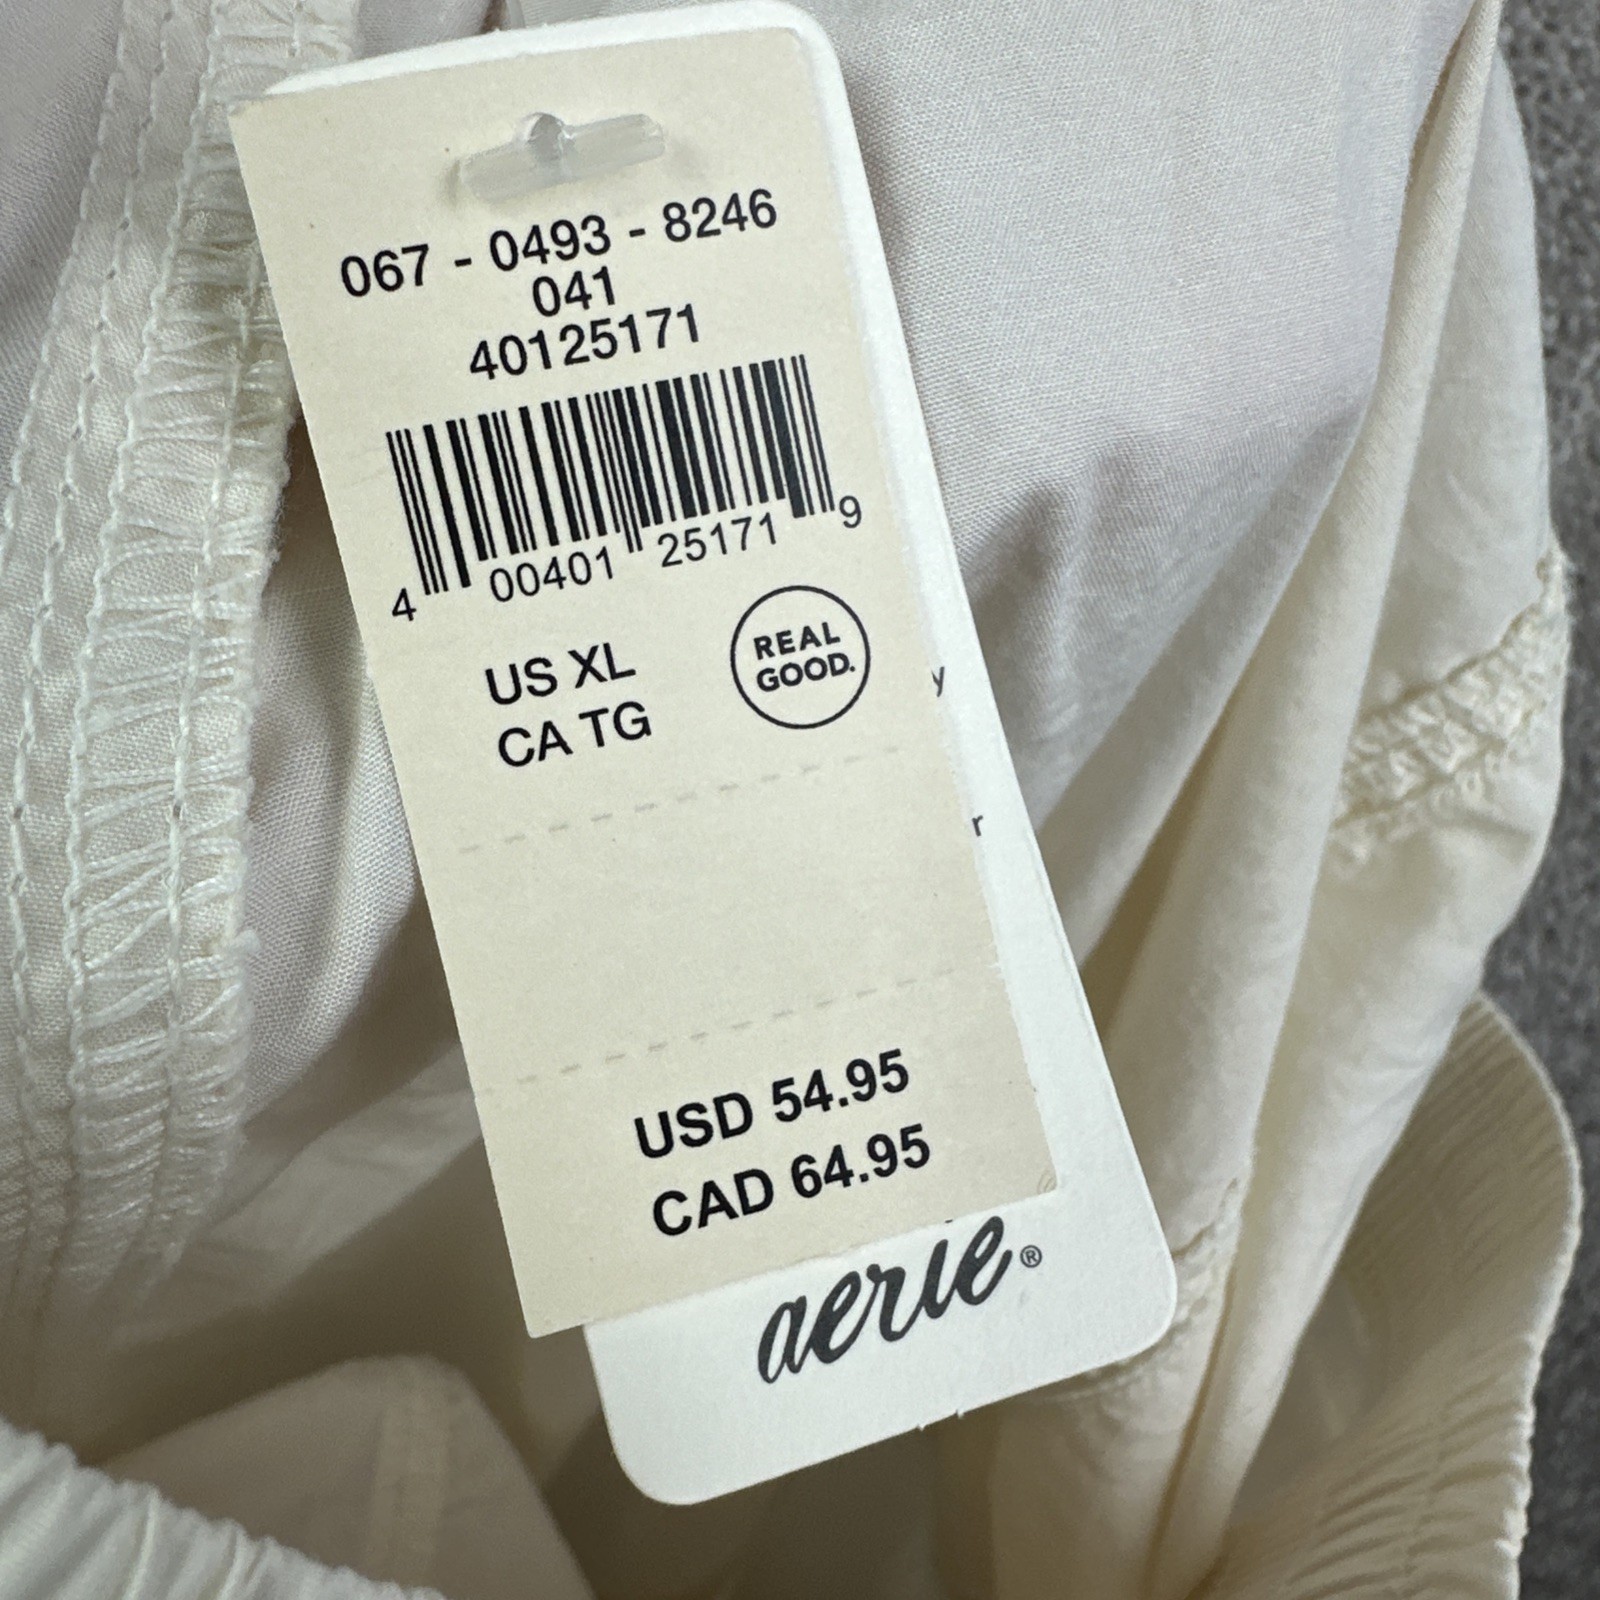 067 - 0493 - 8246
041
40125171
4 00401 25171 9
US XL
CA TG
REAL
GOOD.
y
r
USD 54.95
CAD 64.95
aerie®